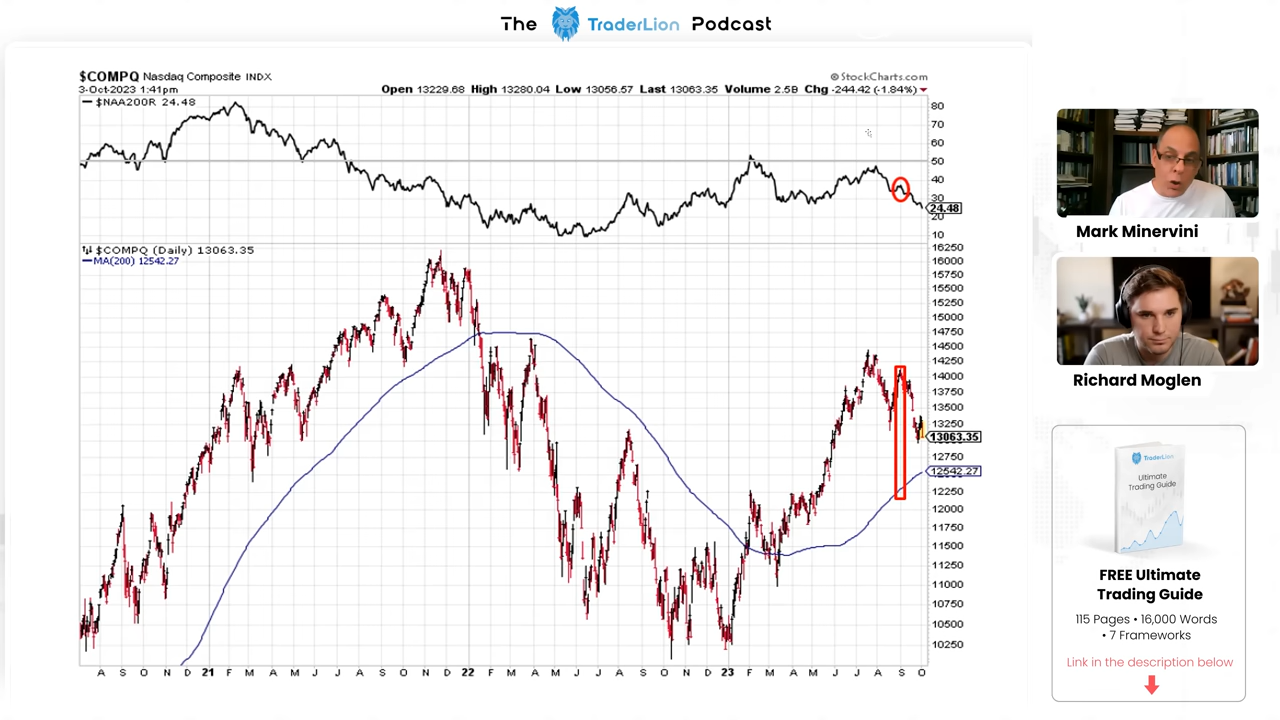 The TraderLion Podcast
$COMPQ Nasdaq Composite INDX
© StockCharts.com
3-Oct-2023 1:41pm
Open 13229.68 High 13280.04 Low 13056.57 Last 13063.35 Volume 2.5B Chg -244.42 (-1.84%)
$NAA200R 24.48
80
70
60
50
40
30
24.48
20
10
$COMPQ (Daily) 13063.35
MA(200) 12542.27
16250
16000
15750
15500
15250
15000
14750
14500
14250
14000
13750
13500
13250
13063.35
12750
12542.27
12250
12000
11750
11500
11250
11000
10750
10500
10250
A S O N D 21 F M A M J J A S O N D 22 F M A M J J A S O N D 23 F M A M J J A S O
Mark Minervini
Richard Moglen
TraderLion
Ultimate
Trading Guide
FREE Ultimate
Trading Guide
115 Pages • 16,000 Words
• 7 Frameworks
Link in the description below